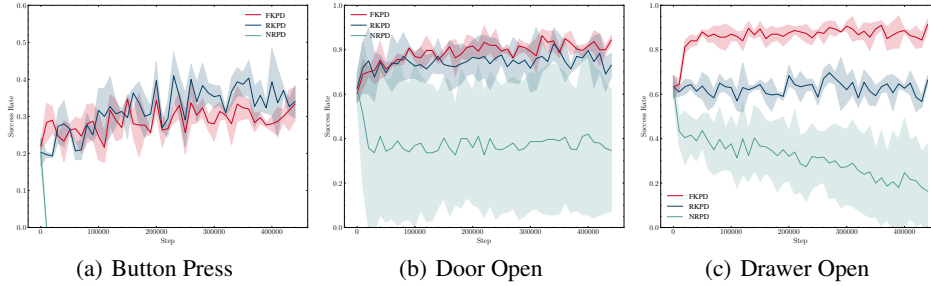 0.6
0.5
0.4
0.3
0.2
0.1
0.0
Success Rate
FKPD
RKPD
NRPD
0
100000
200000
300000
400000
Step
(a) Button Press
1.0
0.8
0.6
0.4
0.2
0.0
Success Rate
FKPD
RKPD
NRPD
0
100000
200000
300000
400000
Step
(b) Door Open
1.0
0.8
0.6
0.4
0.2
0.0
Success Rate
FKPD
RKPD
NRPD
0
100000
200000
300000
400000
Step
(c) Drawer Open